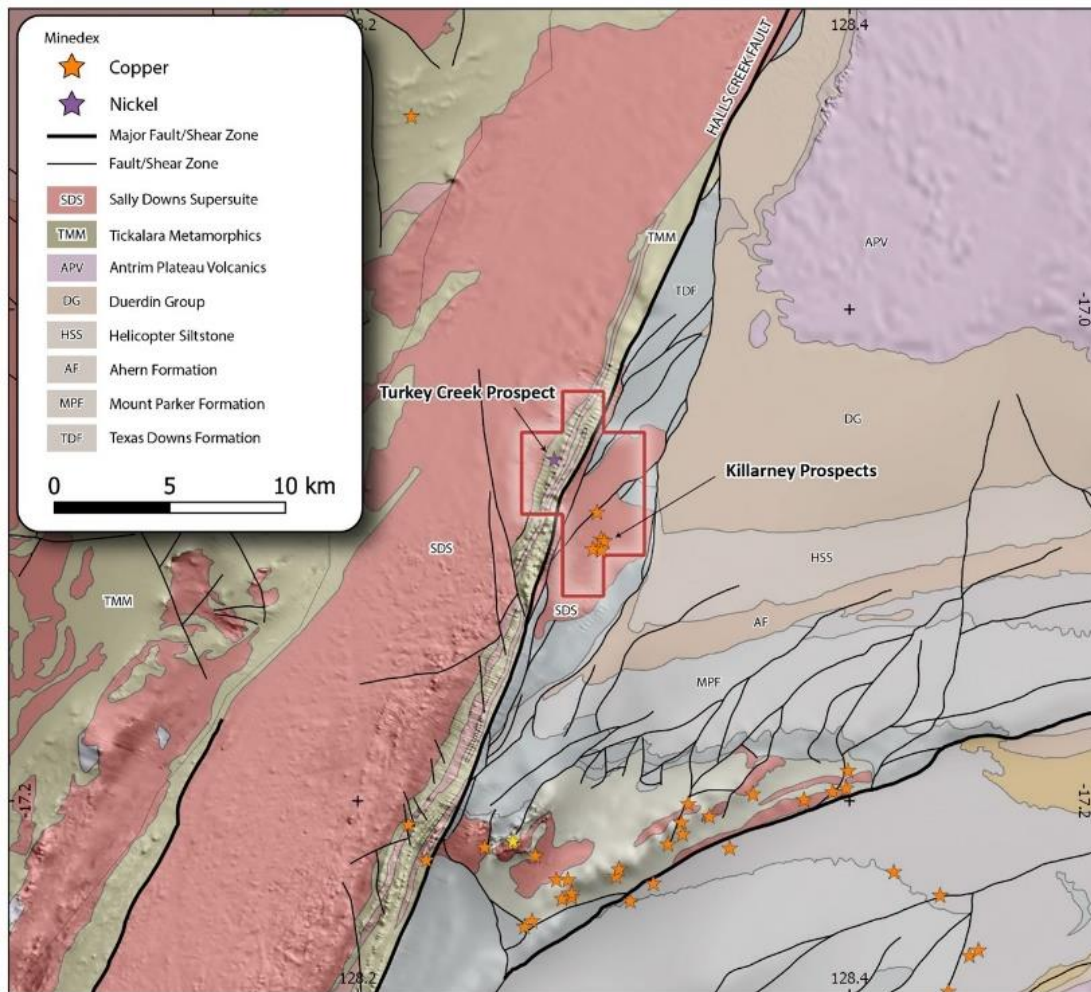 128.2
128.4
Minedex
Copper
Nickel
Major Fault/Shear Zone
Fault/Shear Zone
SDS Sally Downs Supersuite
TMM Tickalara Metamorphics
APV Antrim Plateau Volcanics
DG Duerdin Group
HSS Helicopter Siltstone
AF Ahern Formation
MPF Mount Parker Formation
TDF Texas Downs Formation
0 5 10 km
HALLS CREEK FAULT
TMM
APV
TDF
-17.0
Turkey Creek Prospect
DG
Killarney Prospects
SDS
HSS
TMM
SDS
AF
MPF
-17.2
-17.2
128.2
128.4